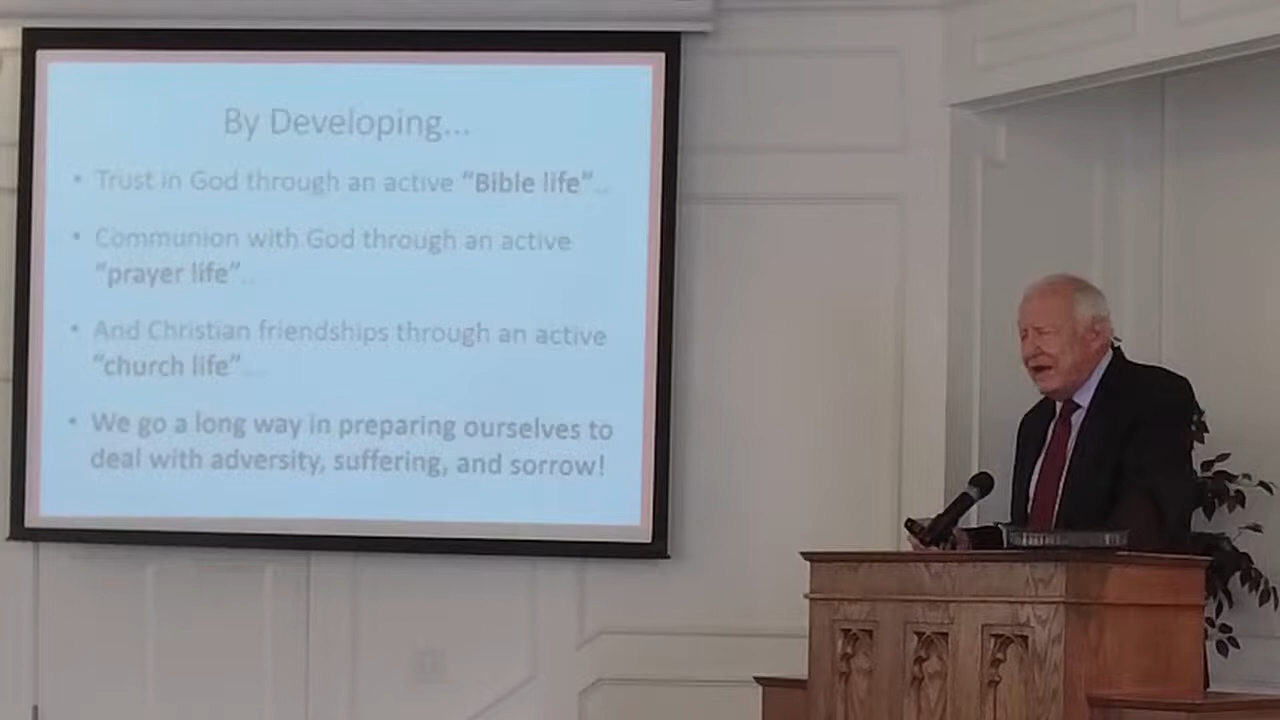 By Developing...
• Trust in God through an active “Bible life”...
• Communion with God through an active
“prayer life”...
• And Christian friendships through an active
“church life”...
• We go a long way in preparing ourselves to
deal with adversity, suffering, and sorrow!